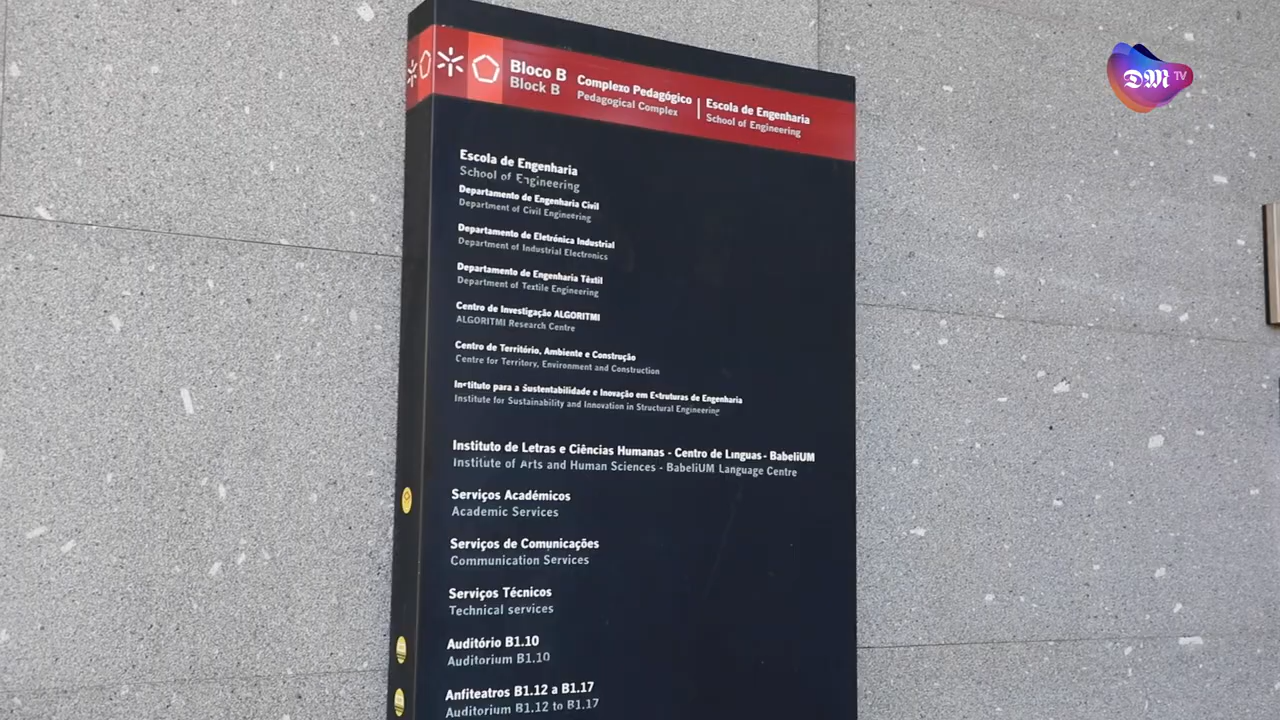 DM TV
Bloco B
Block B
Complexo Pedagógico
Pedagogical Complex
Escola de Engenharia
School of Engineering
Escola de Engenharia
School of Engineering
Departamento de Engenharia Civil
Department of Civil Engineering
Departamento de Eletrónica Industrial
Department of Industrial Electronics
Departamento de Engenharia Têxtil
Department of Textile Engineering
Centro de Investigação ALGORITMI
ALGORITMI Research Centre
Centro de Território, Ambiente e Construção
Centre for Territory, Environment and Construction
Instituto para a Sustentabilidade e Inovação em Estruturas de Engenharia
Institute for Sustainability and Innovation in Structural Engineering
Instituto de Letras e Ciências Humanas - Centro de Línguas - BabeliUM
Institute of Arts and Human Sciences - BabeliUM Language Centre
Serviços Académicos
Academic Services
Serviços de Comunicações
Communication Services
Serviços Técnicos
Technical services
Auditório B1.10
Auditorium B1.10
Anfiteatros B1.12 a B1.17
Auditorium B1.12 to B1.17